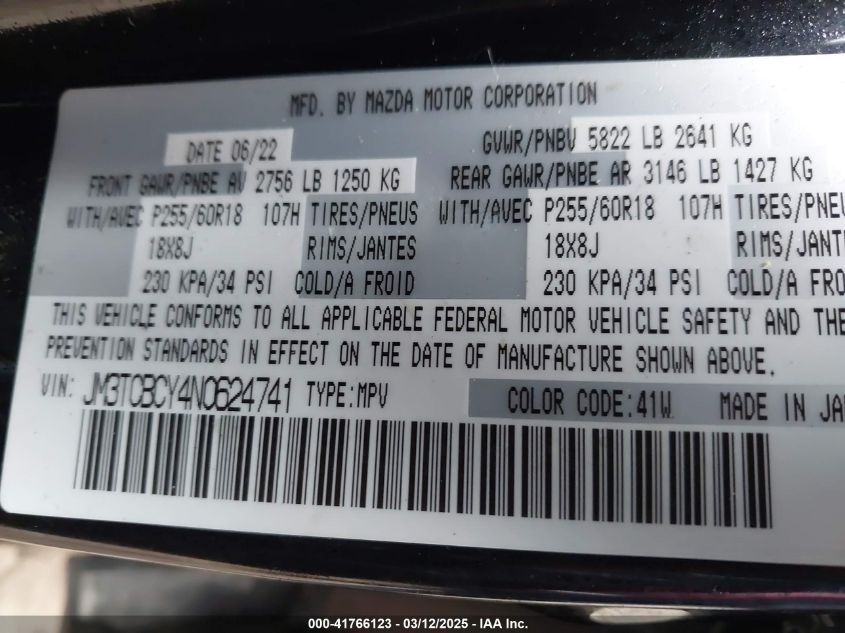 MFD. BY MAZDA MOTOR CORPORATION
DATE 06/22 GVWR/PNBV 5822 LB 2641 KG
FRONT GAWR/PNBE AV 2756 LB 1250 KG REAR GAWR/PNBE AR 3146 LB 1427 KG
WITH/AVEC P255/60R18 107H TIRES/PNEUS WITH/AVEC P255/60R18 107H TIRES/PNEU
18X8J RIMS/JANTES 18X8J RIMS/JANTE
230 KPA/34 PSI COLD/A FROID 230 KPA/34 PSI COLD/A FRO
THIS VEHICLE CONFORMS TO ALL APPLICABLE FEDERAL MOTOR VEHICLE SAFETY AND THE
PREVENTION STANDARDS IN EFFECT ON THE DATE OF MANUFACTURE SHOWN ABOVE.
VIN: JM3TCBCY4N0624741 TYPE:MPV COLOR CODE:41W MADE IN JA
000-41766123 - 03/12/2025 - IAA Inc.